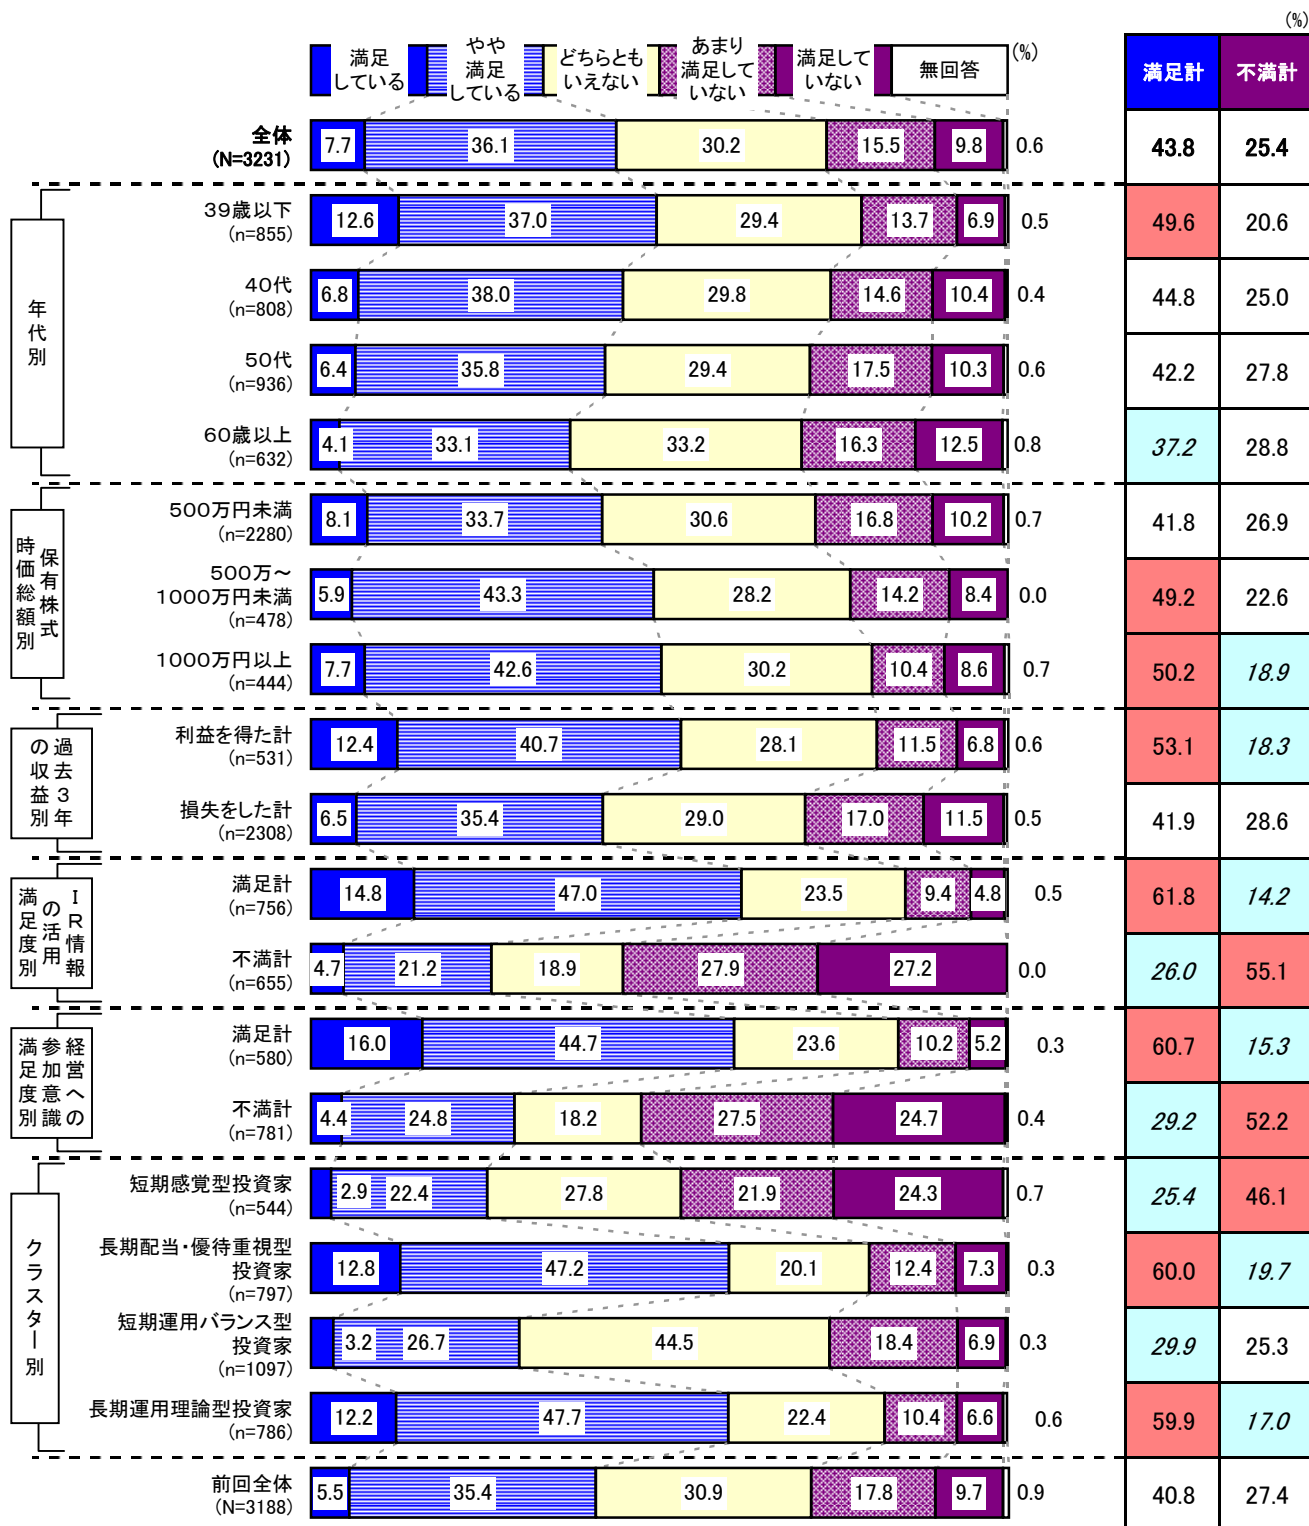 (%)
満足
している
やや
満足
している
どちらとも
いえない
あまり
満足して
いない
満足して
いない
無回答
(%)
満足計
不満計
全体
(N=3231)
7.7
36.1
30.2
15.5
9.8
0.6
43.8
25.4
年代別
39歳以下
(n=855)
12.6
37.0
29.4
13.7
6.9
0.5
49.6
20.6
40代
(n=808)
6.8
38.0
29.8
14.6
10.4
0.4
44.8
25.0
50代
(n=936)
6.4
35.8
29.4
17.5
10.3
0.6
42.2
27.8
60歳以上
(n=632)
4.1
33.1
33.2
16.3
12.5
0.8
37.2
28.8
保有株式
時価総額別
500万円未満
(n=2280)
8.1
33.7
30.6
16.8
10.2
0.7
41.8
26.9
500万～
1000万円未満
(n=478)
5.9
43.3
28.2
14.2
8.4
0.0
49.2
22.6
1000万円以上
(n=444)
7.7
42.6
30.2
10.4
8.6
0.7
50.2
18.9
過去3年
の収益別
利益を得た計
(n=531)
12.4
40.7
28.1
11.5
6.8
0.6
53.1
18.3
損失をした計
(n=2308)
6.5
35.4
29.0
17.0
11.5
0.5
41.9
28.6
IR情報
の活用
満足度別
満足計
(n=756)
14.8
47.0
23.5
9.4
4.8
0.5
61.8
14.2
不満計
(n=655)
4.7
21.2
18.9
27.9
27.2
0.0
26.0
55.1
経営への
参加意識
満足度別
満足計
(n=580)
16.0
44.7
23.6
10.2
5.2
0.3
60.7
15.3
不満計
(n=781)
4.4
24.8
18.2
27.5
24.7
0.4
29.2
52.2
クラスター別
短期感覚型投資家
(n=544)
2.9
22.4
27.8
21.9
24.3
0.7
25.4
46.1
長期配当・優待重視型
投資家
(n=797)
12.8
47.2
20.1
12.4
7.3
0.3
60.0
19.7
短期運用バランス型
投資家
(n=1097)
3.2
26.7
44.5
18.4
6.9
0.3
29.9
25.3
長期運用理論型投資家
(n=786)
12.2
47.7
22.4
10.4
6.6
0.6
59.9
17.0
前回全体
(N=3188)
5.5
35.4
30.9
17.8
9.7
0.9
40.8
27.4